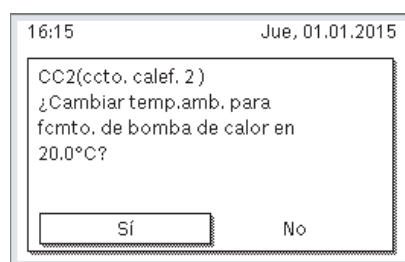 16:15 Jue, 01.01.2015
CC2(ccto. calef. 2 )
¿Cambiar temp.amb. para
fcmto. de bomba de calor en
20.0°C?
Sí No